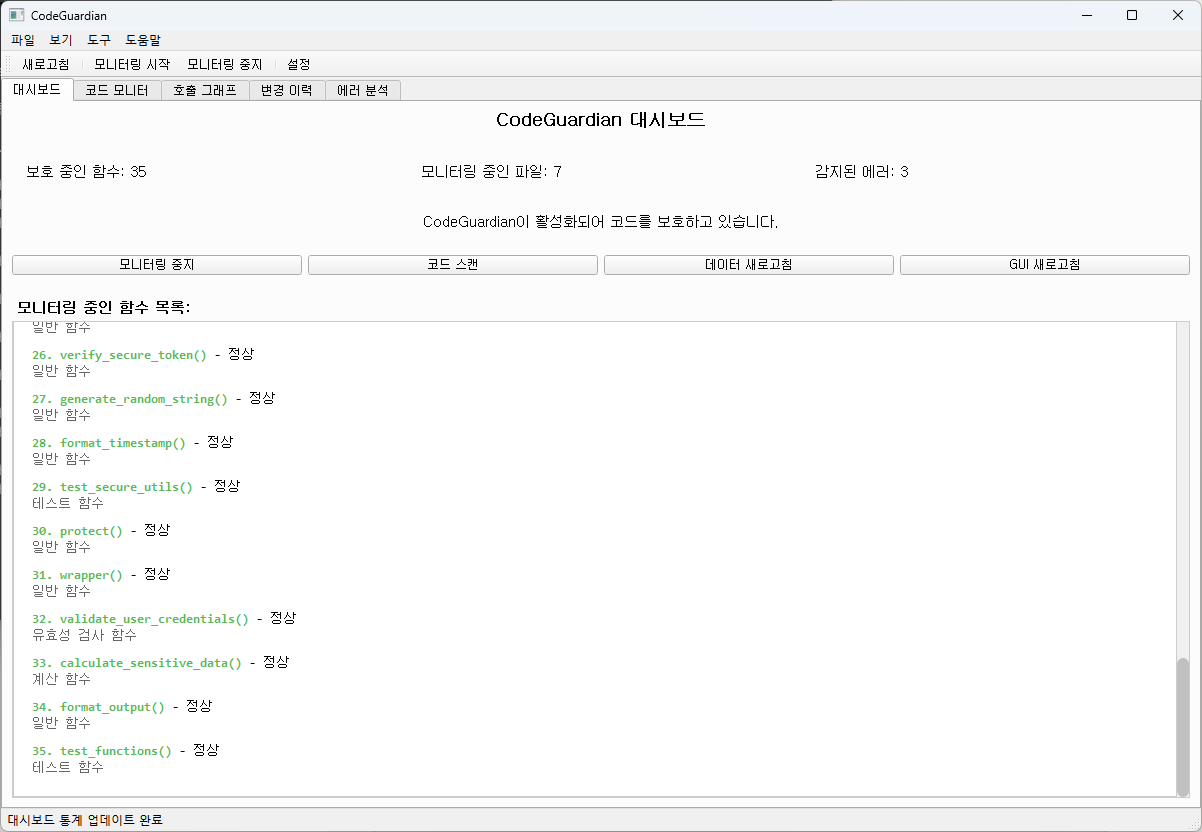 CodeGuardian
파일 보기 도구 도움말
새로고침 모니터링 시작 모니터링 중지 설정
대시보드 코드 모니터 호출 그래프 변경 이력 에러 분석
CodeGuardian 대시보드
보호 중인 함수: 35 모니터링 중인 파일: 7 감지된 에러: 3
CodeGuardian이 활성화되어 코드를 보호하고 있습니다.
모니터링 중지 코드 스캔 데이터 새로고침 GUI 새로고침
모니터링 중인 함수 목록:
일반 함수
26. verify_secure_token() - 정상
일반 함수
27. generate_random_string() - 정상
일반 함수
28. format_timestamp() - 정상
일반 함수
29. test_secure_utils() - 정상
테스트 함수
30. protect() - 정상
일반 함수
31. wrapper() - 정상
일반 함수
32. validate_user_credentials() - 정상
유효성 검사 함수
33. calculate_sensitive_data() - 정상
계산 함수
34. format_output() - 정상
일반 함수
35. test_functions() - 정상
테스트 함수
대시보드 통계 업데이트 완료